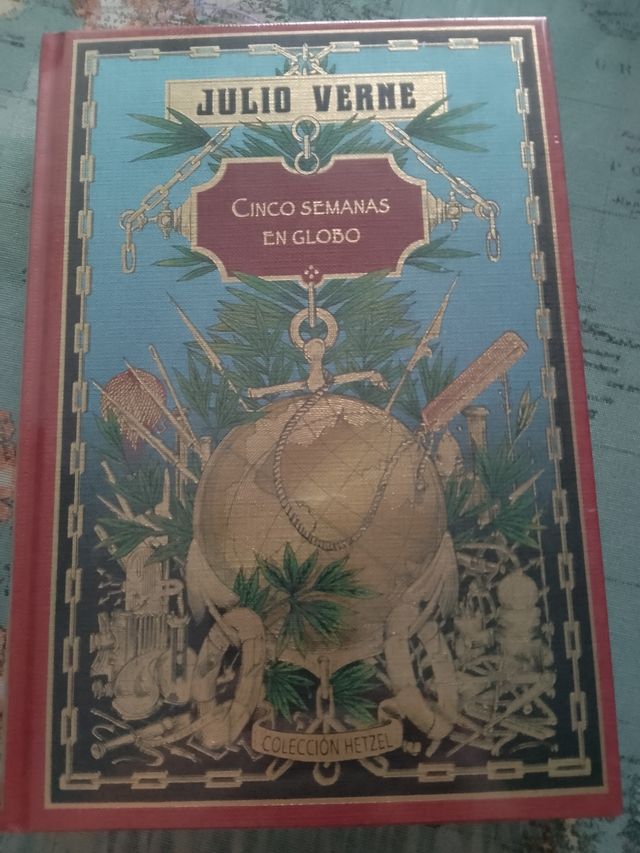 JULIO VERNE
CINCO SEMANAS
EN GLOBO
COLECCIÓN HETZEL